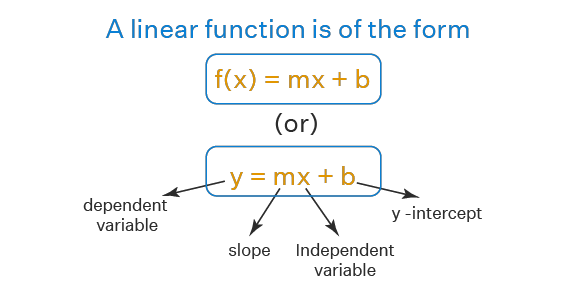 A linear function is of the form
f(x) = mx + b
(or)
y = mx + b
dependent
variable
y -intercept
slope
Independent
variable